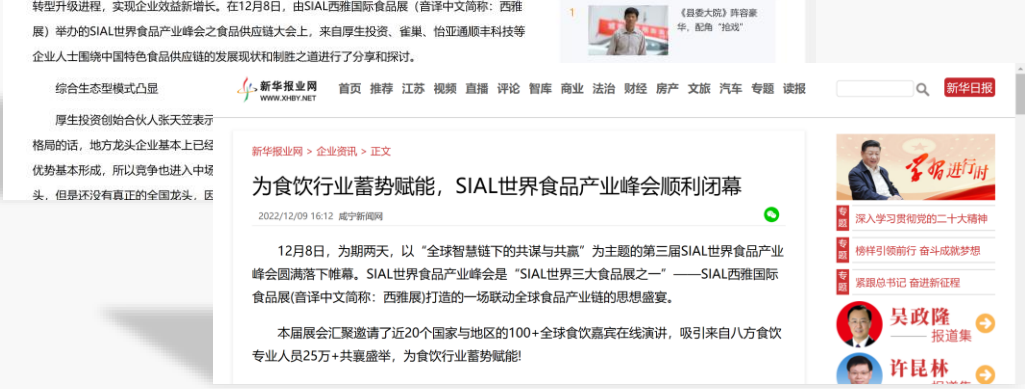 转型升级进程，实现企业效益新增长。在12月8日，由SIAL西雅国际食品展（音译中文简称：西雅
展）举办的SIAL世界食品产业峰会之食品供应链大会上，来自厚生投资、雀巢、怡亚通顺丰科技等
企业人士围绕中国特色食品供应链的发展现状和制胜之道进行了分享和探讨。
综合生态型模式凸显
厚生投资创始合伙人张天笠表示
格局的话，地方龙头企业基本上已经
优势基本形成，所以竞争也进入中场
头，但是还没有真正的全国龙头，因
1
《县委大院》阵容豪
华，配角“抢戏”
新华报业网
WWW.XHBY.NET
首页 推荐 江苏 视频 直播 评论 智库 商业 法治 财经 房产 文旅 汽车 专题 读报
新华日报
新华报业网 > 企业资讯 > 正文
为食饮行业蓄势赋能，SIAL世界食品产业峰会顺利闭幕
2022/12/09 16:12 咸宁新闻网
12月8日，为期两天，以“全球智慧链下的共谋与共赢”为主题的第三届SIAL世界食品产业
峰会圆满落下帷幕。SIAL世界食品产业峰会是“SIAL世界三大食品展之一”——SIAL西雅国际
食品展(音译中文简称：西雅展)打造的一场联动全球食品产业链的思想盛宴。
本届展会汇聚邀请了近20个国家与地区的100+全球食饮嘉宾在线演讲，吸引来自八方食饮
专业人员25万+共襄盛举，为食饮行业蓄势赋能!
学习进行时
专题 深入学习贯彻党的二十大精神
专题 榜样引领前行 奋斗成就梦想
专题 紧跟总书记 奋进新征程
吴政隆
报道集
许昆林